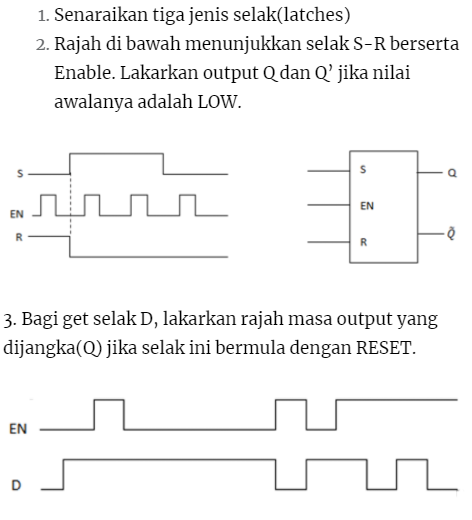 1. Senaraikan tiga jenis selak(latches)
2. Rajah di bawah menunjukkan selak S-R berserta
Enable. Lakarkan output Q dan Q’ jika nilai
awalanya adalah LOW.
S
EN
R
S
EN
R
Q
Q̄
3. Bagi get selak D, lakarkan rajah masa output yang
dijangka(Q) jika selak ini bermula dengan RESET.
EN
D